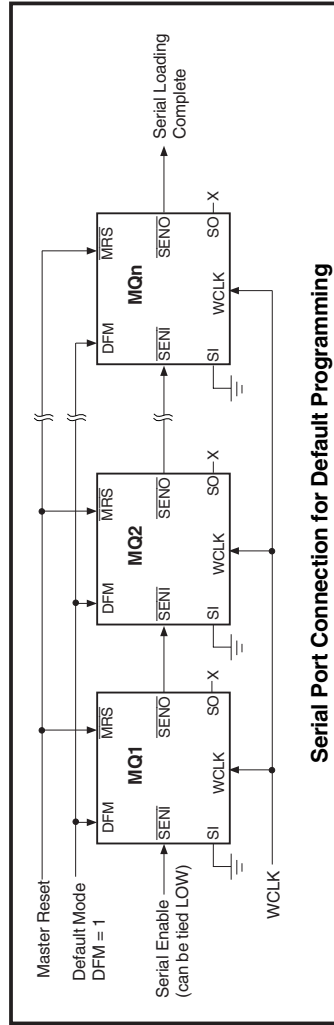 Master Reset
Default Mode
DFM = 1
DFM
MRS
DFM
MRS
DFM
MRS
MQ1
MQ2
MQn
Serial Enable
(can be tied LOW)
SENI
SENO
SENI
SENO
SENI
SENO
Serial Loading
Complete
SI
WCLK
SO
X
SI
WCLK
SO
X
SI
WCLK
SO
X
WCLK
Serial Port Connection for Default Programming